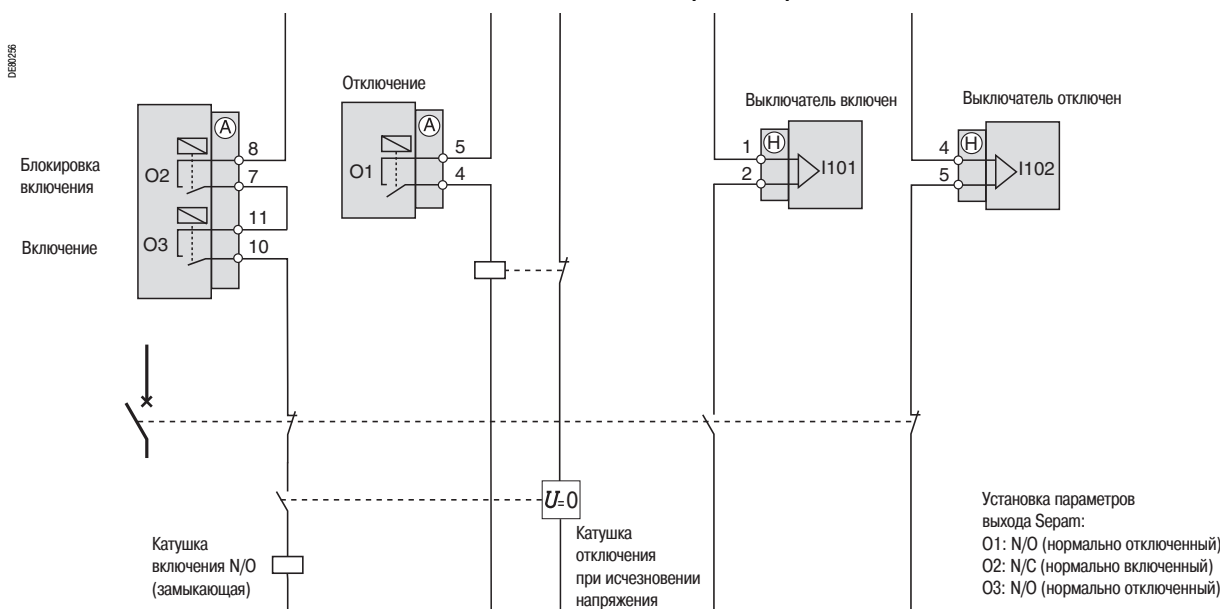 DE80256
Отключение
Выключатель включен
Выключатель отключен
Блокировка
включения
Включение
A
O2
8
7
O3
11
10
A
O1
5
4
1
2
H
I101
4
5
H
I102
U=0
Катушка
включения N/O
(замыкающая)
Катушка
отключения
при исчезновении
напряжения
Установка параметров
выхода Sepam:
O1: N/O (нормально отключенный)
O2: N/C (нормально включенный)
O3: N/O (нормально отключенный)